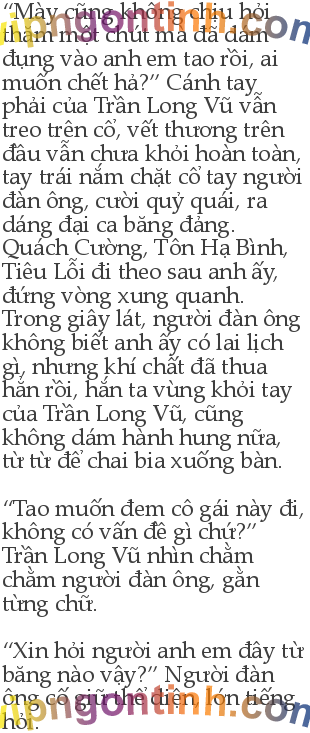 “Mày cũng không chịu hỏi
thăm một chút mà đã dám
đụng vào anh em tao rồi, ai
muốn chết hả?” Cánh tay
phải của Trần Long Vũ vẫn
treo trên cổ, vết thương trên
đầu vẫn chưa khỏi hoàn toàn,
tay trái nắm chặt cổ tay người
đàn ông, cười quỷ quái, ra
dáng đại ca băng đảng.
Quách Cường, Tôn Hạ Bình,
Tiêu Lỗi đi theo sau anh ấy,
đứng vòng xung quanh.
Trong giây lát, người đàn ông
không biết anh ấy có lai lịch
gì, nhưng khí chất đã thua
hắn rồi, hắn ta vùng khỏi tay
của Trần Long Vũ, cũng
không dám hành hung nữa,
từ từ để chai bia xuống bàn.
“Tao muốn đem cô gái này đi,
không có vấn đề gì chứ?”
Trần Long Vũ nhìn chằm
chằm người đàn ông, gằn
từng chữ.
“Xin hỏi người anh em đây từ
băng nào vậy?” Người đàn
ông cố giữ thể diện, lớn tiếng
hỏi.